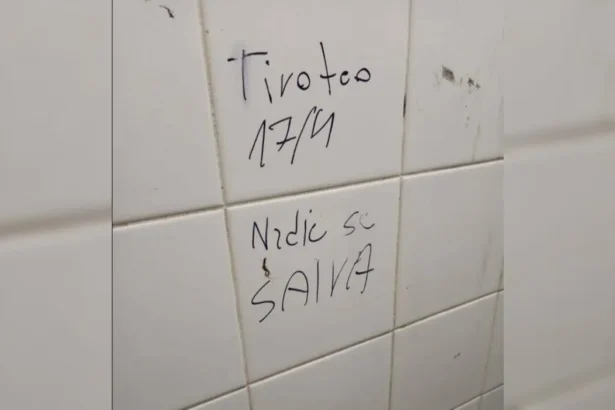 Tiroteo
17/4
Nadie se
SALVA